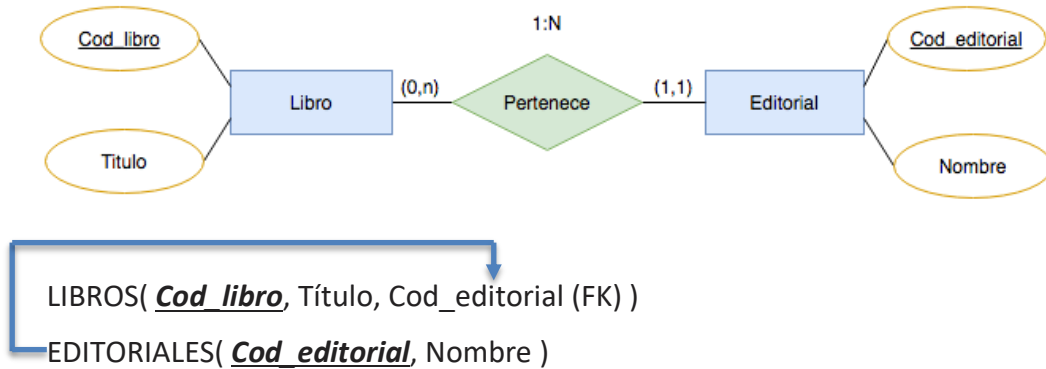 1:N
Cod_libro
Cod_editorial
Libro
(0,n)
Pertenece
(1,1)
Editorial
Titulo
Nombre
LIBROS( Cod_libro, Título, Cod_editorial (FK) )
EDITORIALES( Cod_editorial, Nombre )